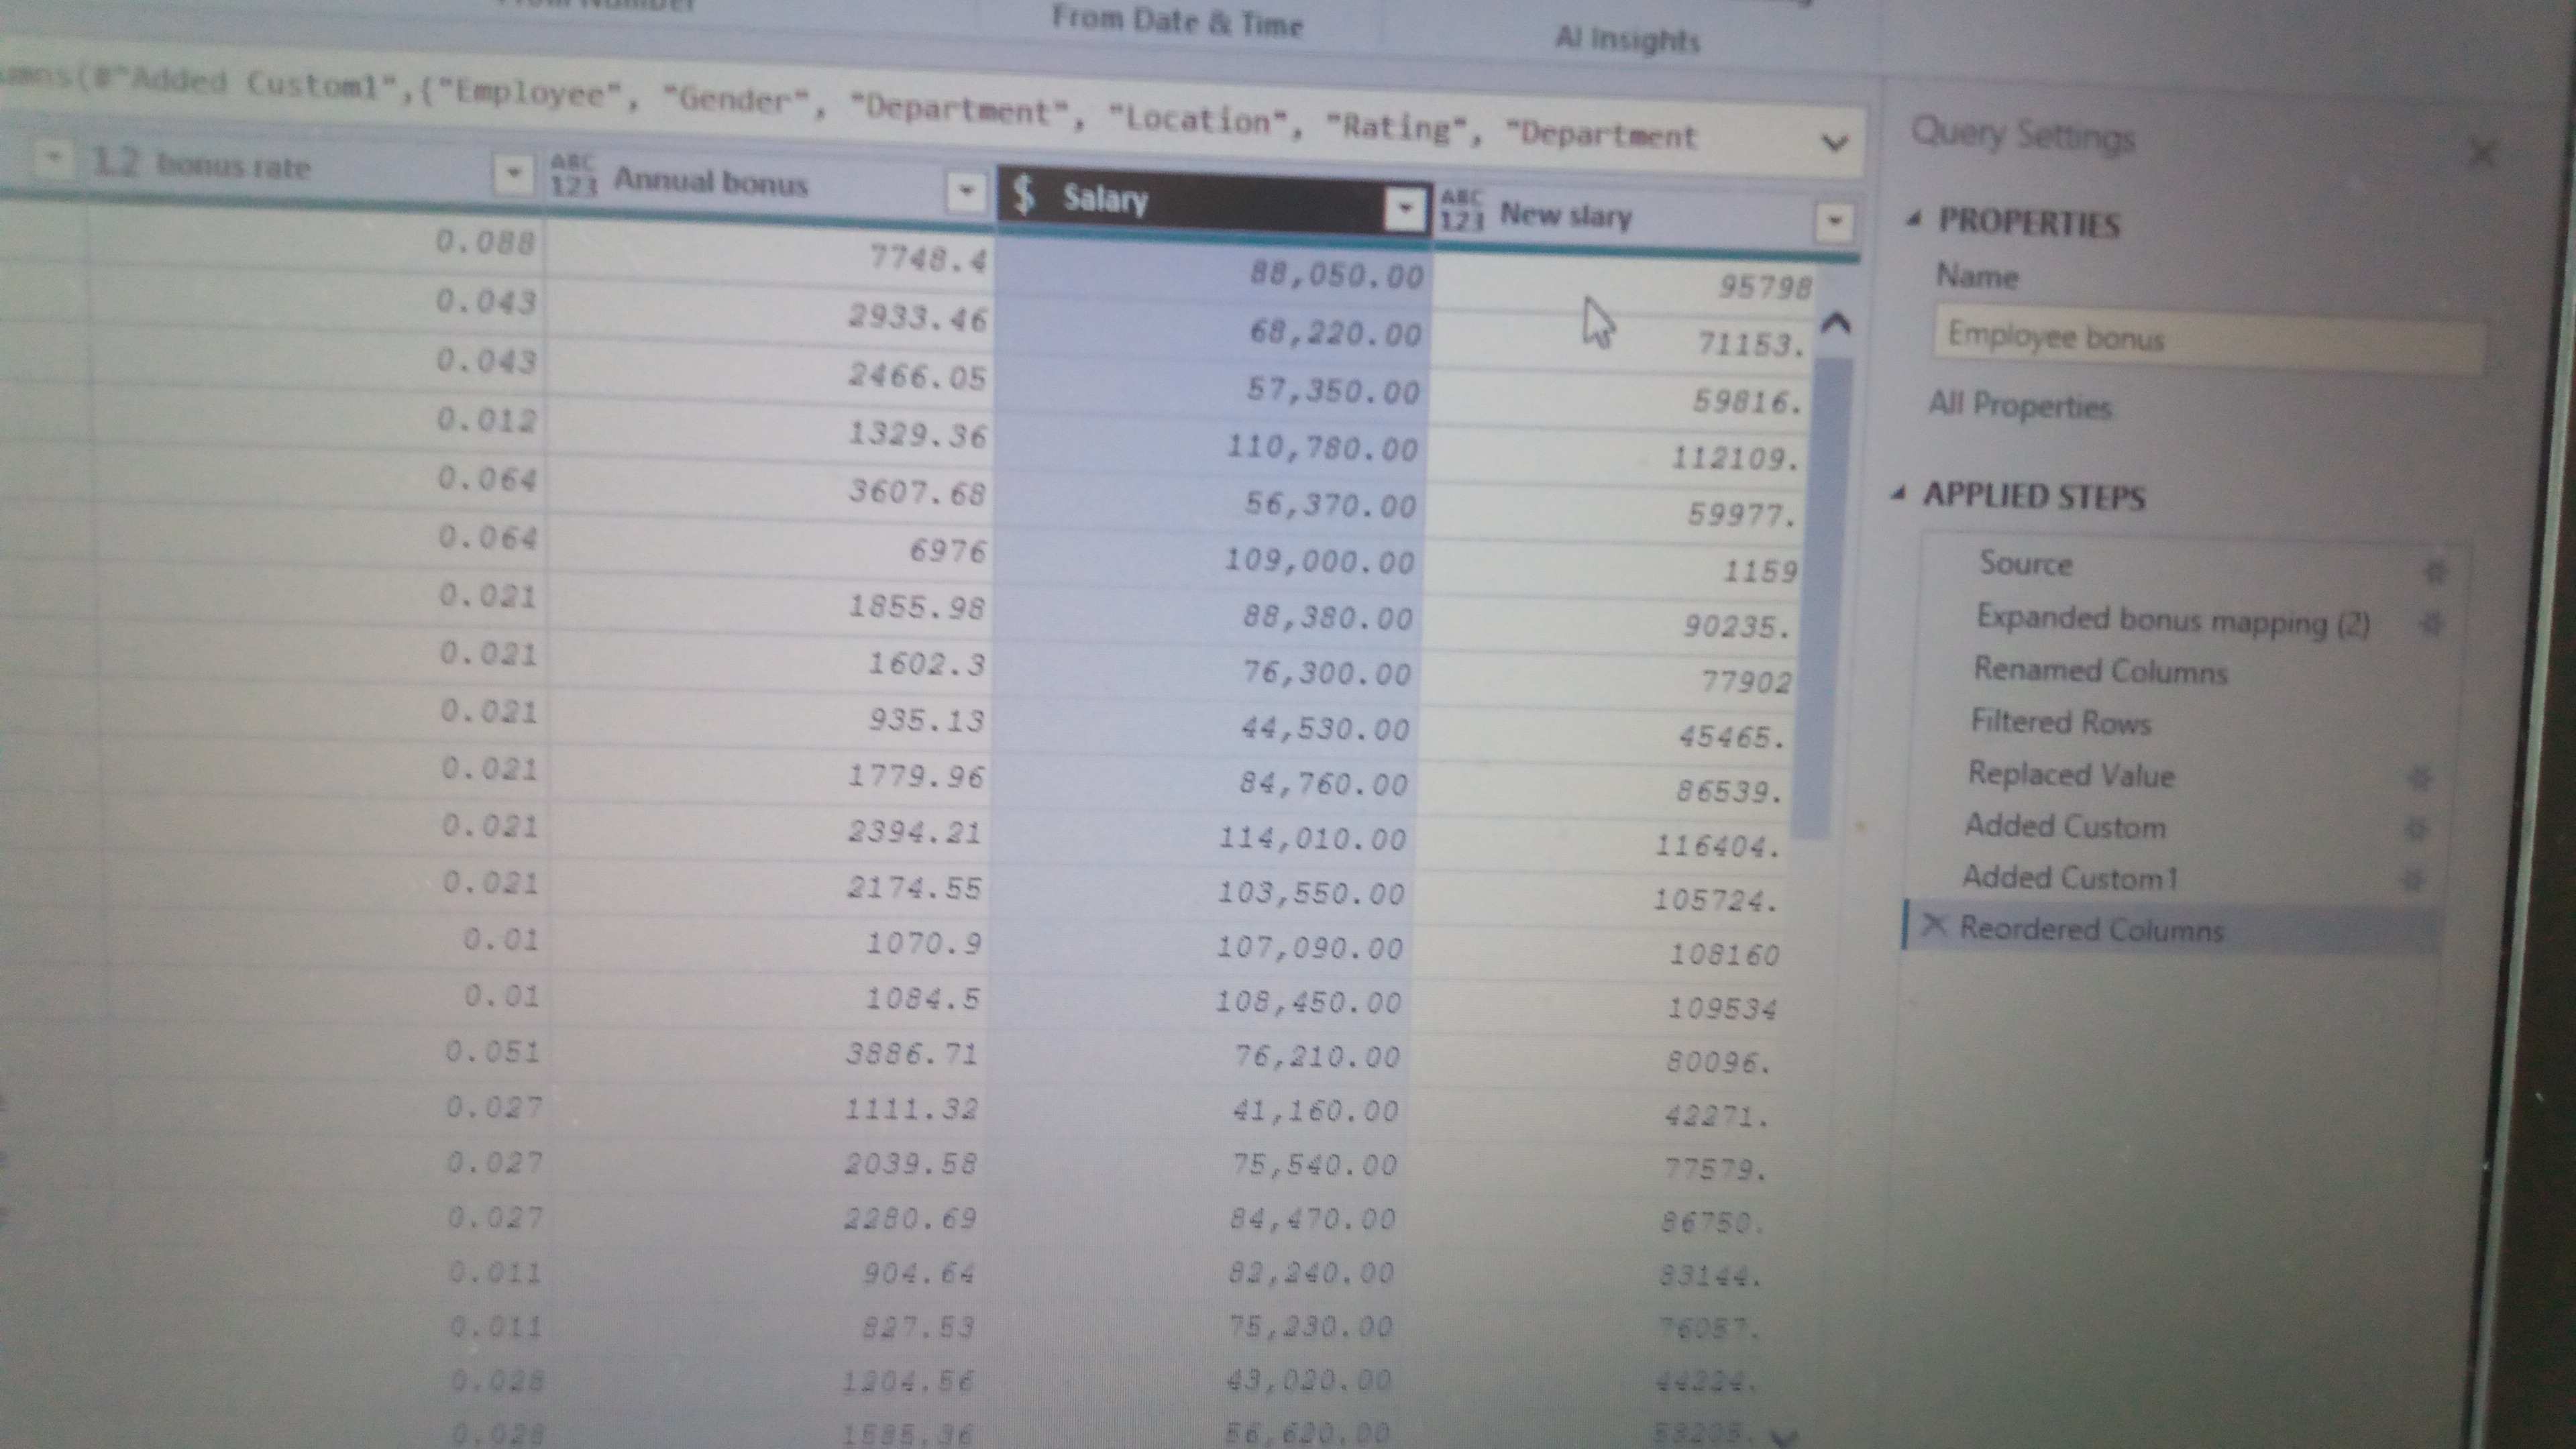 From Number
From Date & Time
AI Insights
umns(#"Added Custom1",{"Employee", "Gender", "Department", "Location", "Rating", "Department
1.2 bonus rate ABC 123 Annual bonus $ Salary ABC 123 New slary
0.088 7748.4 88,050.00 95798
0.043 2933.46 68,220.00 71153.
0.043 2466.05 57,350.00 59816.
0.012 1329.36 110,780.00 112109.
0.064 3607.68 56,370.00 59977.
0.064 6976 109,000.00 1159
0.021 1855.98 88,380.00 90235.
0.021 1602.3 76,300.00 77902
0.021 935.13 44,530.00 45465.
0.021 1779.96 84,760.00 86539.
0.021 2394.21 114,010.00 116404.
0.021 2174.55 103,550.00 105724.
0.01 1070.9 107,090.00 108160
0.01 1084.5 108,450.00 109534
0.051 3886.71 76,210.00 80096.
0.027 1111.32 41,160.00 42271.
0.027 2039.58 75,540.00 77579.
0.027 2280.69 84,470.00 86750.
0.011 904.64 82,240.00 83144.
0.011 827.53 75,230.00 76057.
0.028 1204.56 43,020.00 44224.
0.028 1585.36 56,620.00 58205.
Query Settings
PROPERTIES
Name
Employee bonus
All Properties
APPLIED STEPS
Source
Expanded bonus mapping (2)
Renamed Columns
Filtered Rows
Replaced Value
Added Custom
Added Custom1
Reordered Columns